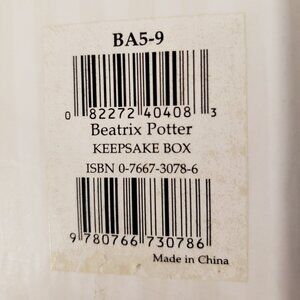 BA5-9
0 82272 40408 3
Beatrix Potter
KEEPSAKE BOX
ISBN 0-7667-3078-6
9 780766 730786
Made in China